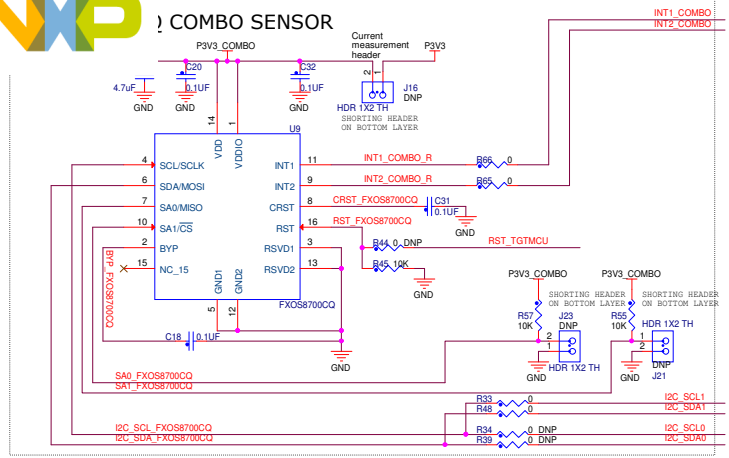 NXP
COMBO SENSOR
INT1_COMBO
INT2_COMBO
Current
measurement
header
P3V3_COMBO
P3V3
C20
C32
4.7uF
0.1UF
0.1UF
GND
GND
GND
2
1
J16
DNP
HDR 1X2 TH
SHORTING HEADER
ON BOTTOM LAYER
14
1
U9
VDD
VDDIO
4
SCL/SCLK
INT1
11
INT1_COMBO_R
R66
0
6
SDA/MOSI
INT2
9
INT2_COMBO_R
R65
0
7
SA0/MISO
CRST
8
CRST_FXOS8700CQ
C31
0.1UF
GND
10
SA1/CS
RST
16
RST_FXOS8700CQ
2
BYP
RSVD1
3
R44
0
DNP
RST_TGTMCU
15
NC_15
RSVD2
13
R45
10K
GND
BYP_FXOS8700CQ
GND1
GND2
5
12
FXOS8700CQ
C18
0.1UF
GND
P3V3_COMBO
P3V3_COMBO
SHORTING HEADER
ON BOTTOM LAYER
SHORTING HEADER
ON BOTTOM LAYER
R57
10K
J23
DNP
2
1
HDR 1X2 TH
GND
R55
10K
HDR 1X2 TH
1
2
DNP
J21
GND
SA0_FXOS8700CQ
SA1_FXOS8700CQ
R33
0
I2C_SCL1
R48
0
I2C_SDA1
I2C_SCL_FXOS8700CQ
R34
0
DNP
I2C_SCL0
I2C_SDA_FXOS8700CQ
R39
0
DNP
I2C_SDA0